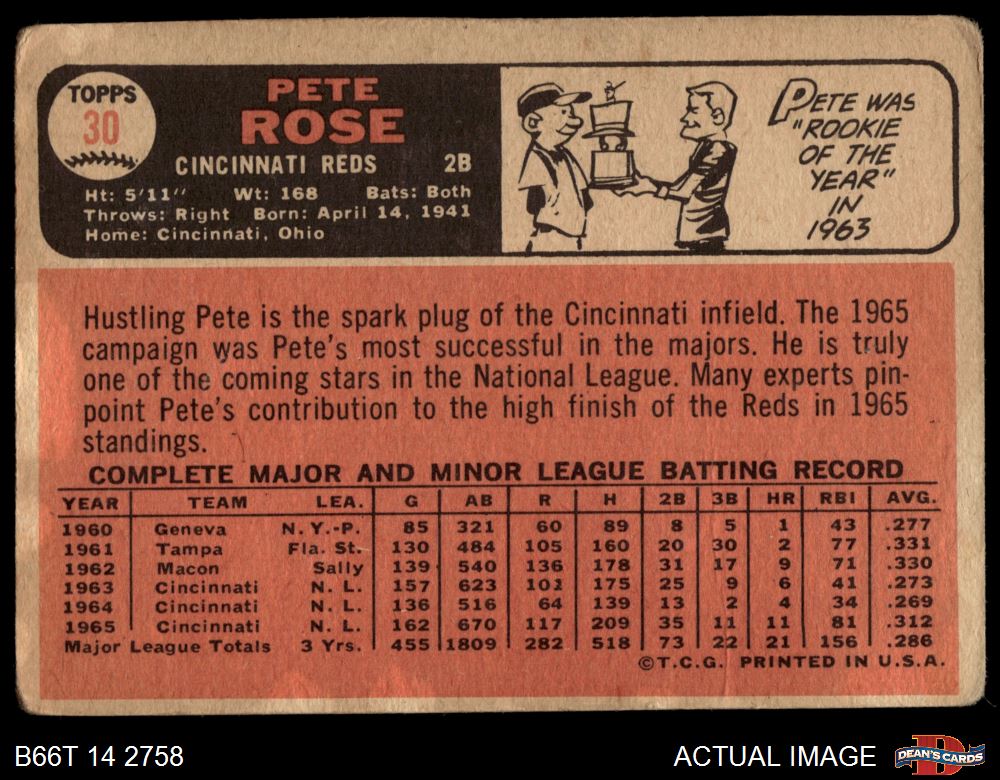 TOPPS
30
PETE
ROSE
CINCINNATI REDS 2B
Ht: 5'11" Wt: 168 Bats: Both
Throws: Right Born: April 14, 1941
Home: Cincinnati, Ohio
PETE WAS
"ROOKIE
OF THE
YEAR"
IN
1963
Hustling Pete is the spark plug of the Cincinnati infield. The 1965
campaign was Pete's most successful in the majors. He is truly
one of the coming stars in the National League. Many experts pin-
point Pete's contribution to the high finish of the Reds in 1965
standings.
COMPLETE MAJOR AND MINOR LEAGUE BATTING RECORD
YEAR TEAM LEA. G AB R H 2B 3B HR RBI AVG.
1960 Geneva N.Y.-P. 85 321 60 89 8 5 1 43 .277
1961 Tampa Fla. St. 130 484 105 160 20 30 2 77 .331
1962 Macon Sally 139 540 136 178 31 17 9 71 .330
1963 Cincinnati N. L. 157 623 101 175 25 9 6 41 .273
1964 Cincinnati N. L. 136 516 64 139 13 2 4 34 .269
1965 Cincinnati N. L. 162 670 117 209 35 11 11 81 .312
Major League Totals 3 Yrs. 455 1809 282 518 73 22 21 156 .286
©T.C.G. PRINTED IN U.S.A.
B66T 14 2758
ACTUAL IMAGE
DEAN'S CARDS